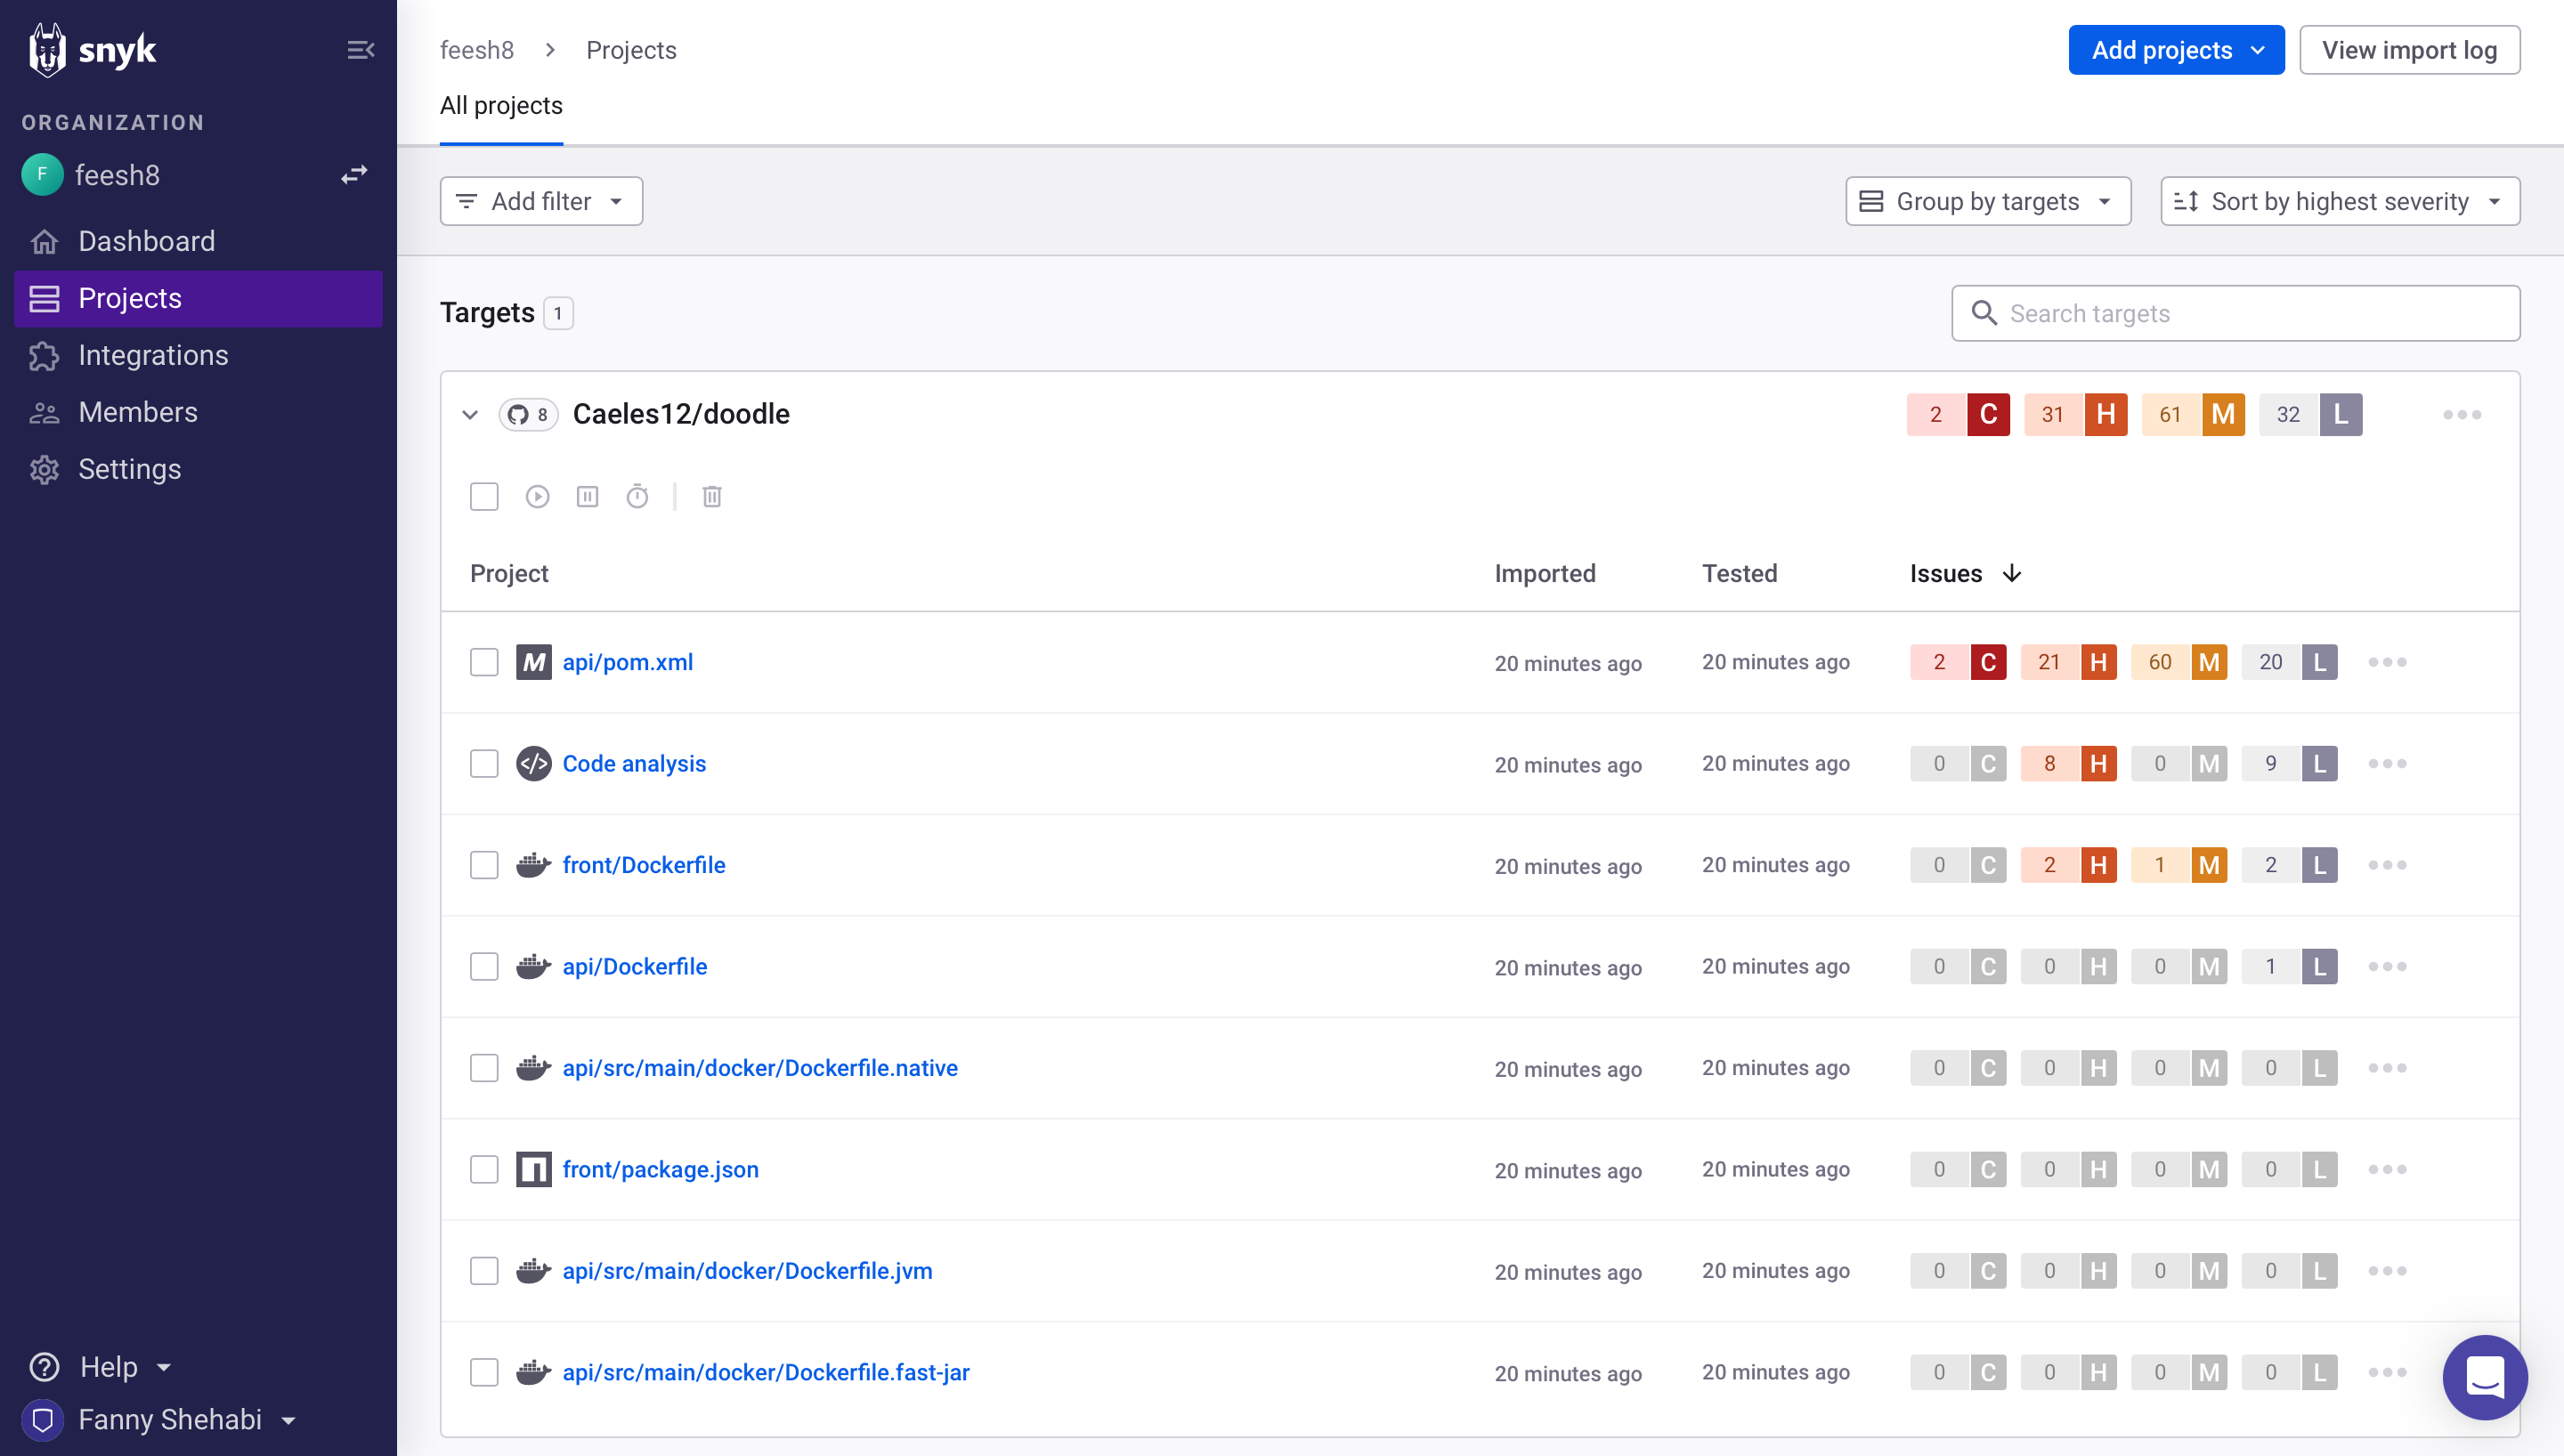 snyk
ORGANIZATION
F feesh8
Dashboard
Projects
Integrations
Members
Settings
Help
Fanny Shehabi
feesh8 > Projects
Add projects
View import log
All projects
Add filter
Group by targets
Sort by highest severity
Targets 1
Search targets
8 Caeles12/doodle 2 C 31 H 61 M 32 L
Project Imported Tested Issues
M api/pom.xml 20 minutes ago 20 minutes ago 2 C 21 H 60 M 20 L
</> Code analysis 20 minutes ago 20 minutes ago 0 C 8 H 0 M 9 L
front/Dockerfile 20 minutes ago 20 minutes ago 0 C 2 H 1 M 2 L
api/Dockerfile 20 minutes ago 20 minutes ago 0 C 0 H 0 M 1 L
api/src/main/docker/Dockerfile.native 20 minutes ago 20 minutes ago 0 C 0 H 0 M 0 L
front/package.json 20 minutes ago 20 minutes ago 0 C 0 H 0 M 0 L
api/src/main/docker/Dockerfile.jvm 20 minutes ago 20 minutes ago 0 C 0 H 0 M 0 L
api/src/main/docker/Dockerfile.fast-jar 20 minutes ago 20 minutes ago 0 C 0 H 0 M 0 L